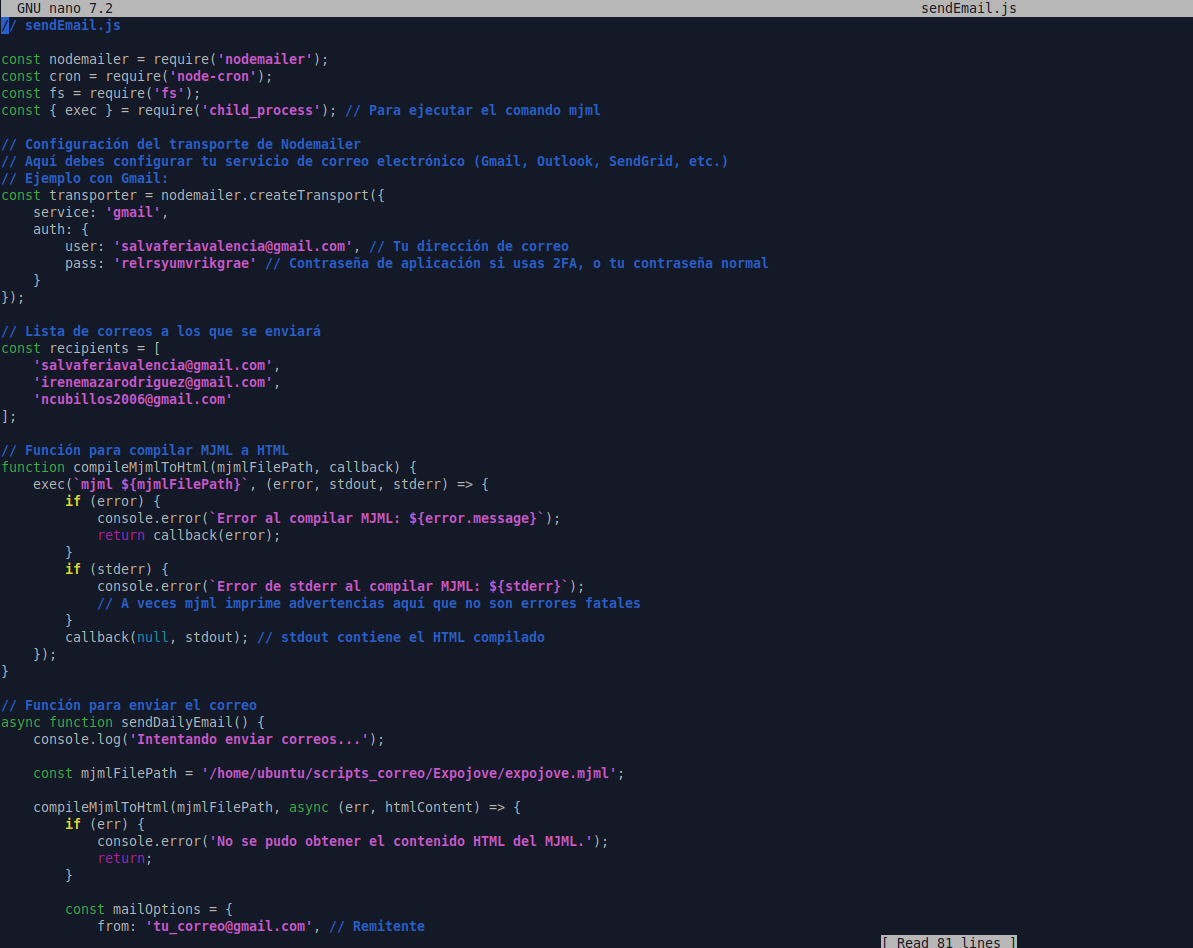 GNU nano 7.2 sendEmail.js
// sendEmail.js

const nodemailer = require('nodemailer');
const cron = require('node-cron');
const fs = require('fs');
const { exec } = require('child_process'); // Para ejecutar el comando mjml

// Configuración del transporte de Nodemailer
// Aquí debes configurar tu servicio de correo electrónico (Gmail, Outlook, SendGrid, etc.)
// Ejemplo con Gmail:
const transporter = nodemailer.createTransport({
    service: 'gmail',
    auth: {
        user: 'salvaferiavalencia@gmail.com', // Tu dirección de correo
        pass: 'relrsyumvrikgrae' // Contraseña de aplicación si usas 2FA, o tu contraseña normal
    }
});

// Lista de correos a los que se enviará
const recipients = [
    'salvaferiavalencia@gmail.com',
    'irenemazarodriguez@gmail.com',
    'ncubillos2006@gmail.com'
];

// Función para compilar MJML a HTML
function compileMjmlToHtml(mjmlFilePath, callback) {
    exec(`mjml ${mjmlFilePath}`, (error, stdout, stderr) => {
        if (error) {
            console.error(`Error al compilar MJML: ${error.message}`);
            return callback(error);
        }
        if (stderr) {
            console.error(`Error de stderr al compilar MJML: ${stderr}`);
            // A veces mjml imprime advertencias aquí que no son errores fatales
        }
        callback(null, stdout); // stdout contiene el HTML compilado
    });
}

// Función para enviar el correo
async function sendDailyEmail() {
    console.log('Intentando enviar correos...');

    const mjmlFilePath = '/home/ubuntu/scripts_correo/Expojove/expojove.mjml';

    compileMjmlToHtml(mjmlFilePath, async (err, htmlContent) => {
        if (err) {
            console.error('No se pudo obtener el contenido HTML del MJML.');
            return;
        }

        const mailOptions = {
            from: 'tu_correo@gmail.com', // Remitente
[ Read 81 lines ]